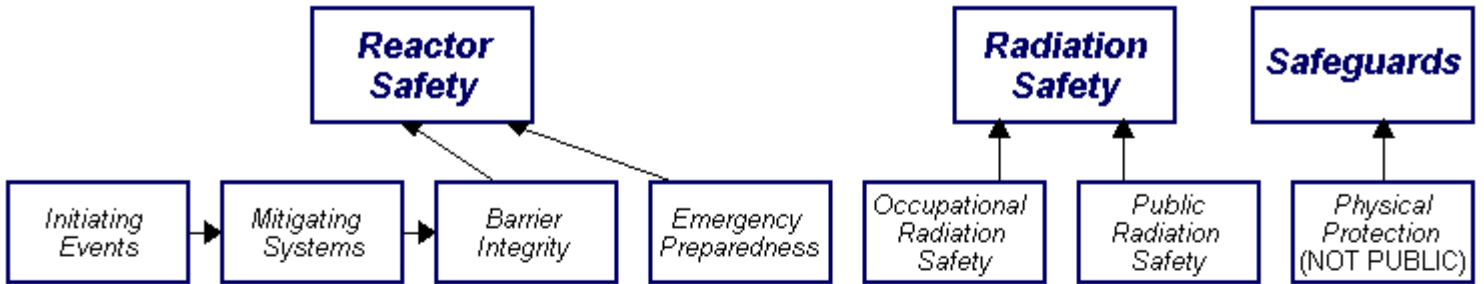 Reactor
Safety
Radiation
Safety
Safeguards
Initiating
Events
Mitigating
Systems
Barrier
Integrity
Emergency
Preparedness
Occupational
Radiation
Safety
Public
Radiation
Safety
Physical
Protection
(NOT PUBLIC)